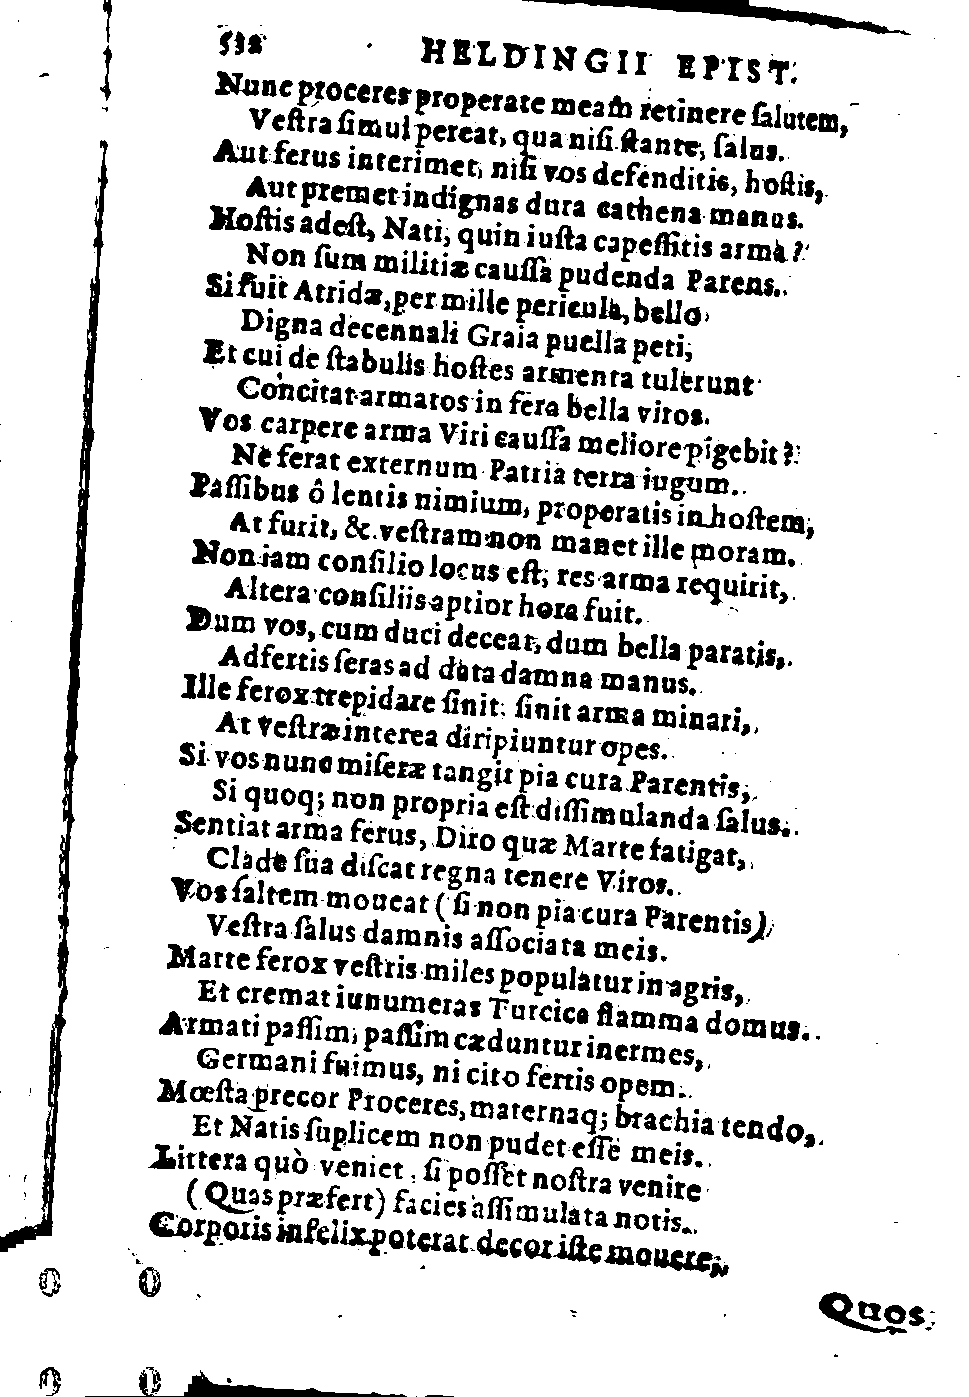 532 HELDINGII EPIST.
Nunc proceres properate meam retinere ſalutem,
Veſtra ſimul pereat, qua niſi ſtante, ſalus.
Aut ferus interimet, niſi vos defenditis, hoſtis,
Aut premet indignas dura cathena manus.
Hoſtis adeſt, Nati, quin iuſta capeſſitis arma?
Non ſum militiæ cauſſa pudenda Parens.
Si fuit Atridæ, per mille pericula, bello
Digna decennali Graia puella peti,
Et cui de ſtabulis hoſtes armenta tulerunt
Concitat armatos in fera bella viros.
Vos carpere arma Viri cauſſa meliore pigebit?
Ne ferat externum Patria terra iugum.
Paſſibus ô lentis nimium, properatis in hoſtem,
At furit, & veſtram non manet ille moram.
Non iam conſilio locus eſt, res arma requirit,
Altera conſiliis aptior hora fuit.
Dum vos, cum duci deceat, dum bella paratis,
Adfertis ſeras ad data damna manus.
Ille ferox trepidare ſinit: ſinit arma minari,
At veſtræ interea diripiuntur opes.
Si vos nunc miſeræ tangit pia cura Parentis,
Si quoq; non propria eſt diſſimulanda ſalus.
Sentiat arma ferus, Diro quæ Marte fatigat,
Clade ſua diſcat regna tenere Viros.
Vos ſaltem moueat (ſi non pia cura Parentis)
Veſtra ſalus damnis aſſociata meis.
Marte ferox veſtris miles populatur in agris,
Et cremat iunumeras Turcica flamma domus.
Armati paſſim, paſſim cæduntur inermes,
Germani fuimus, ni cito fertis opem.
Mœſta precor Proceres, maternaq; brachia tendo,
Et Natis ſuplicem non pudet eſſe meis.
Littera quò veniet, ſi poſſet noſtra venire
(Quas præfert) facies aſſimulata notis.
Corporis infelix poterat decor iſte mouere,
Quos